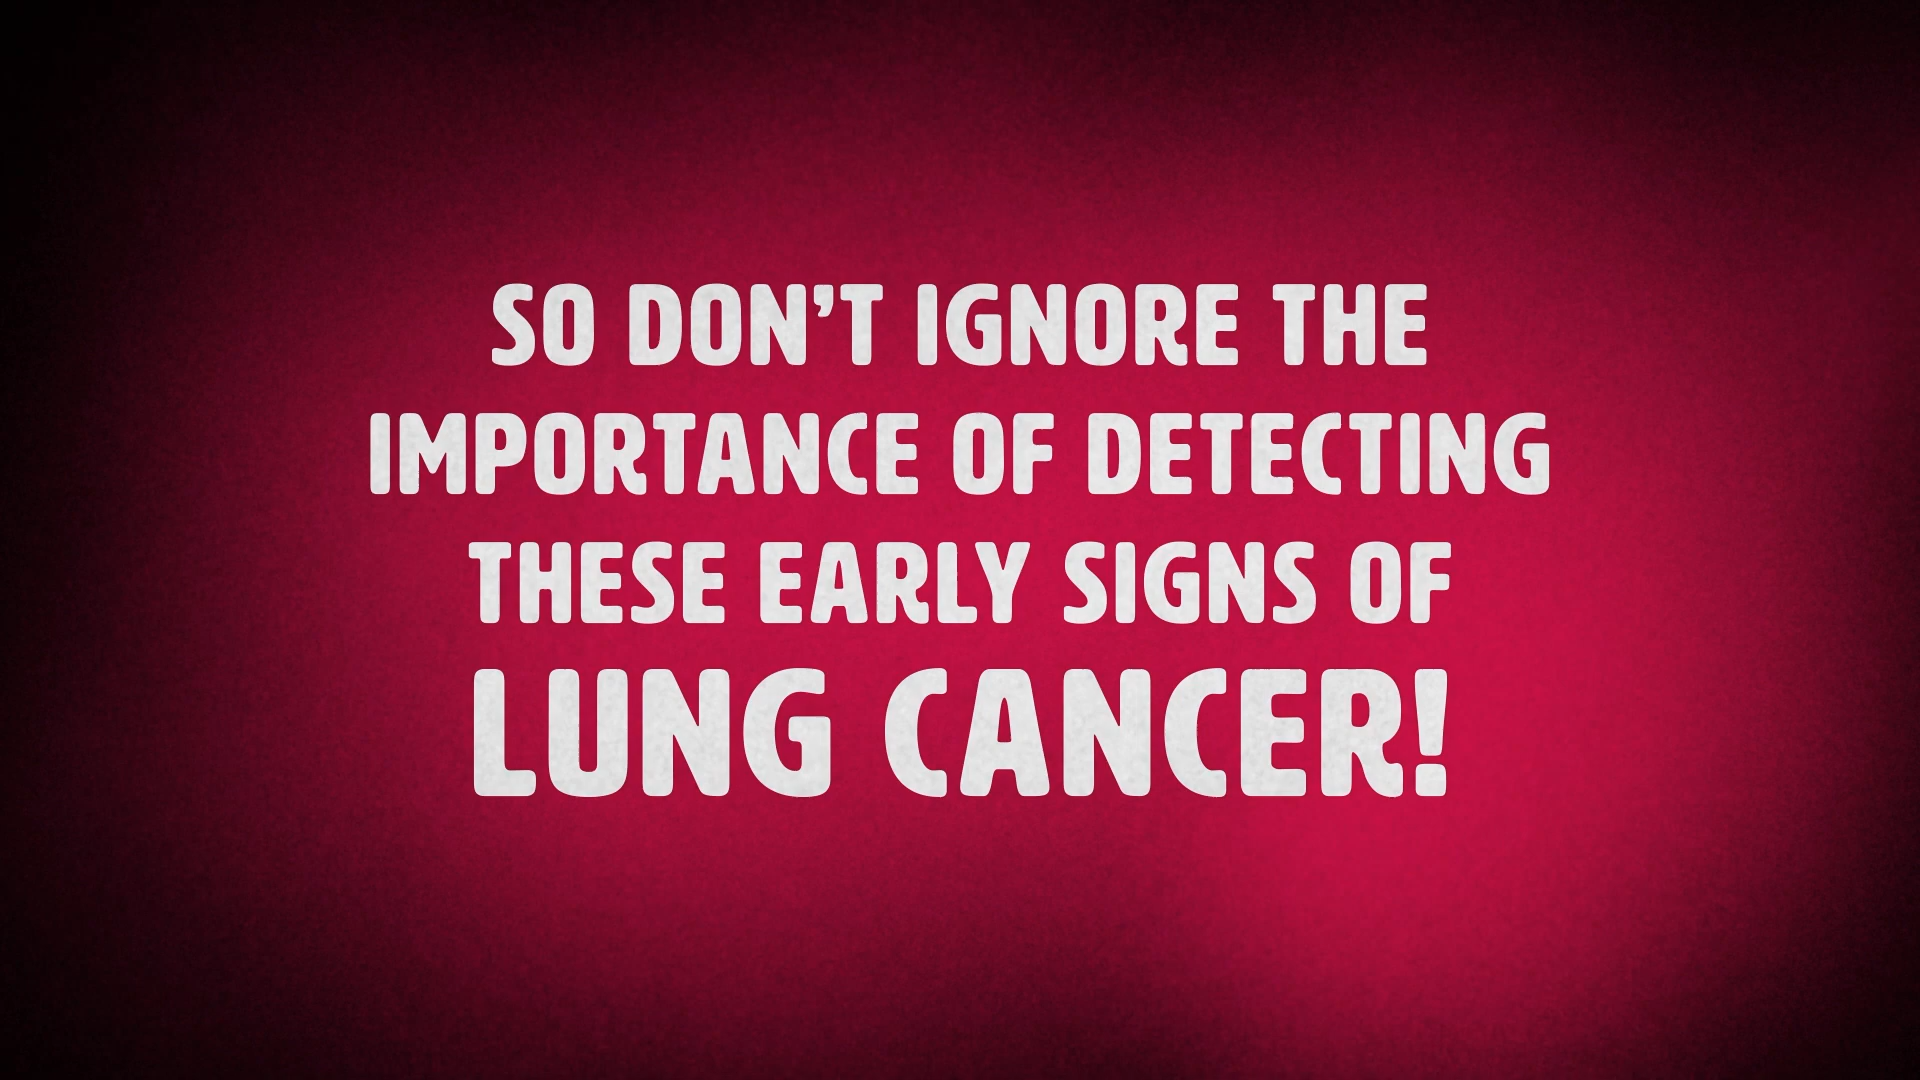 SO DON'T IGNORE THE
IMPORTANCE OF DETECTING
THESE EARLY SIGNS OF
LUNG CANCER!